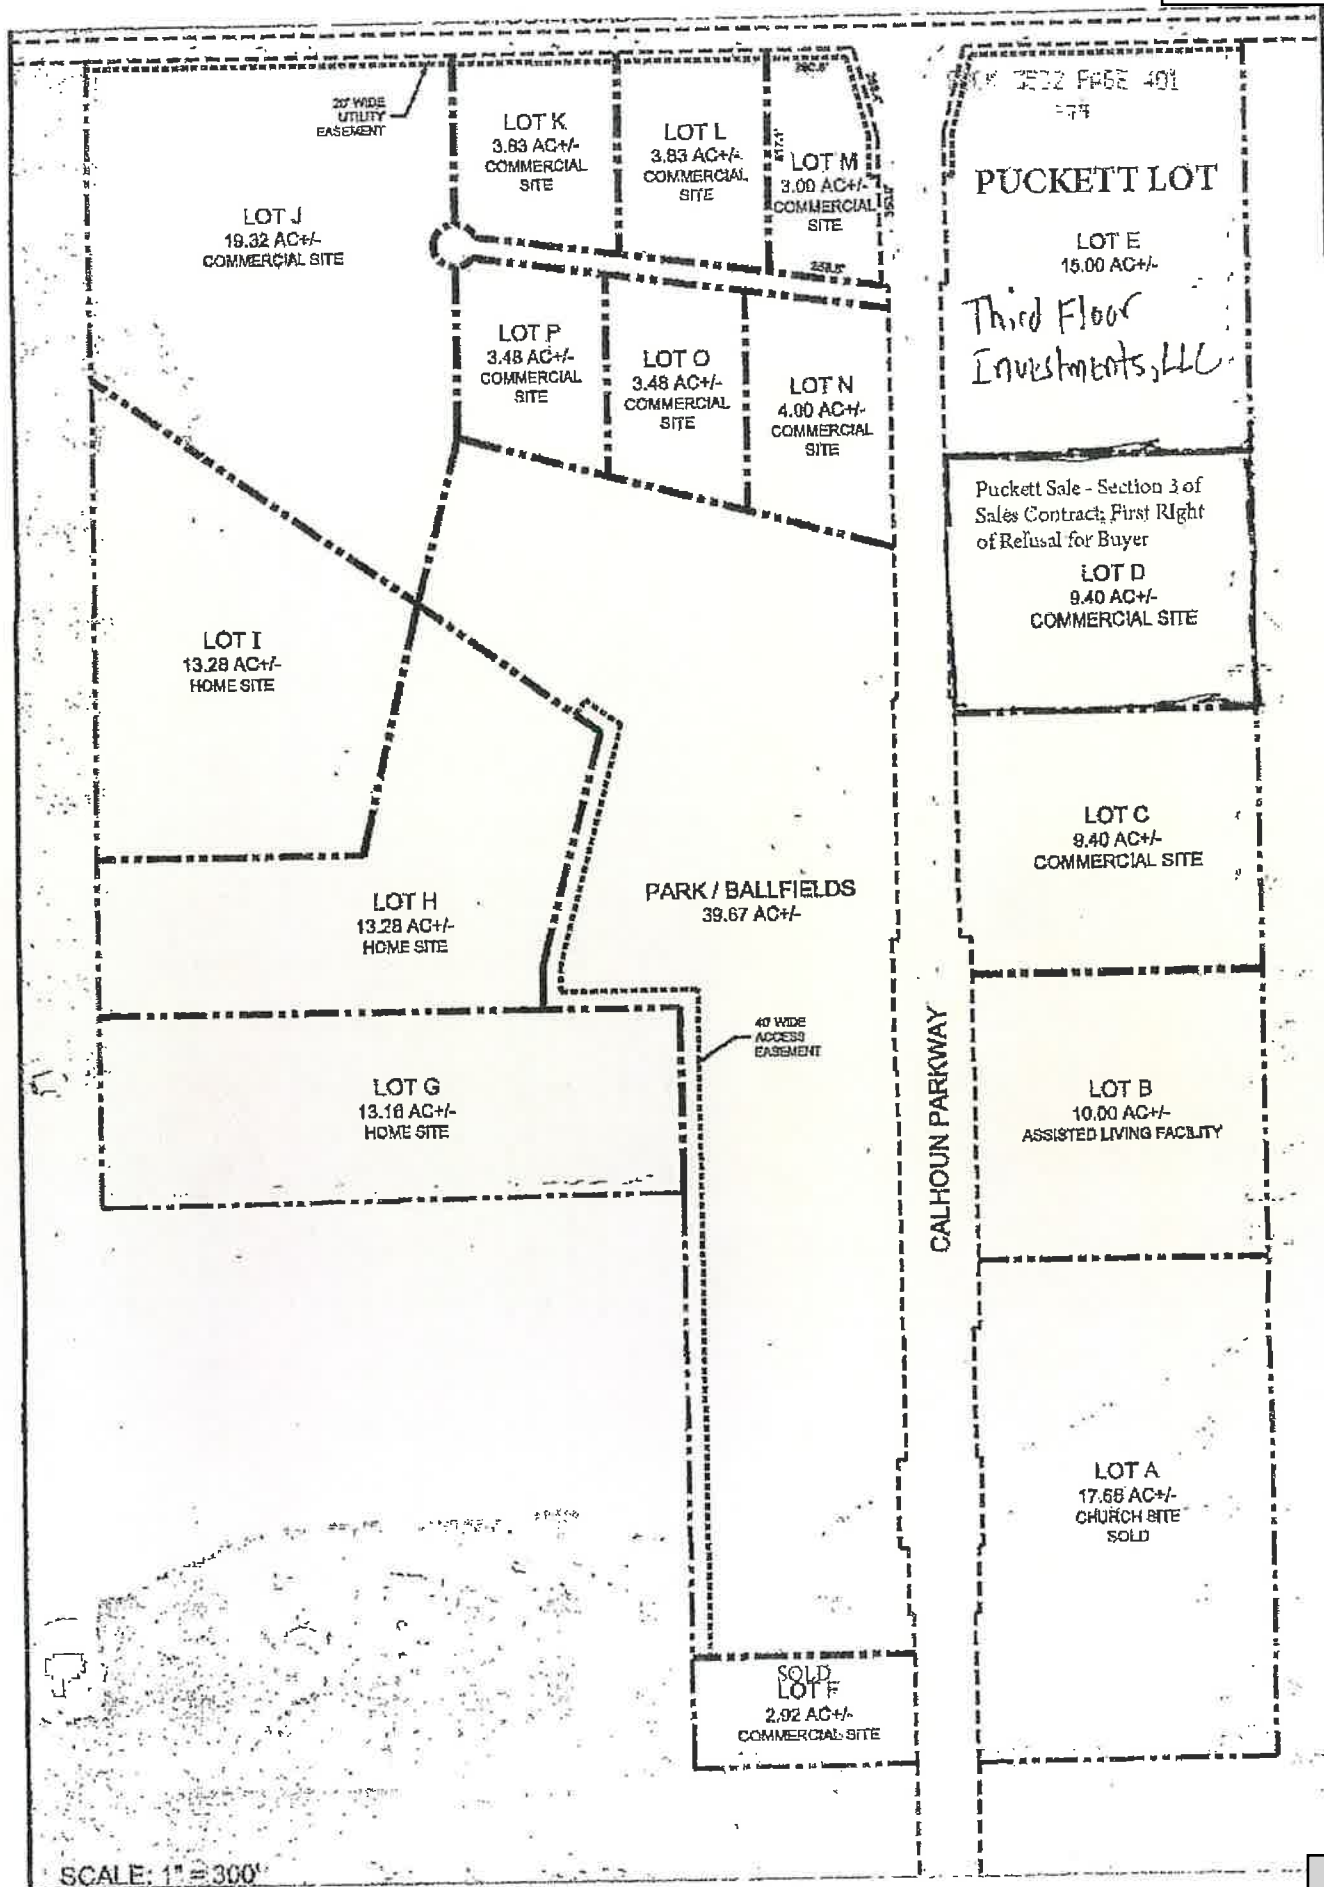 PAGE 401
20' WIDE
UTILITY
EASEMENT
LOT K
3.83 AC+/-
COMMERCIAL
SITE
LOT L
3.83 AC+/-
COMMERCIAL
SITE
617.1'
LOT M
3.00 AC+/-
COMMERCIAL
SITE
PUCKETT LOT
LOT E
15.00 AC+/-
Third Floor
Investments, LLC
LOT J
19.32 AC+/-
COMMERCIAL SITE
LOT P
3.48 AC+/-
COMMERCIAL
SITE
LOT O
3.48 AC+/-
COMMERCIAL
SITE
LOT N
4.00 AC+/-
COMMERCIAL
SITE
Puckett Sale - Section 3 of
Sales Contract; First Right
of Refusal for Buyer
LOT D
9.40 AC+/-
COMMERCIAL SITE
LOT I
13.28 AC+/-
HOME SITE
LOT C
9.40 AC+/-
COMMERCIAL SITE
PARK / BALLFIELDS
39.67 AC+/-
LOT H
13.28 AC+/-
HOME SITE
40' WIDE
ACCESS
EASEMENT
CALHOUN PARKWAY
LOT G
13.16 AC+/-
HOME SITE
LOT B
10.00 AC+/-
ASSISTED LIVING FACILITY
LOT A
17.66 AC+/-
CHURCH SITE
SOLD
SOLD
LOT F
2.92 AC+/-
COMMERCIAL SITE
SCALE: 1" = 300'